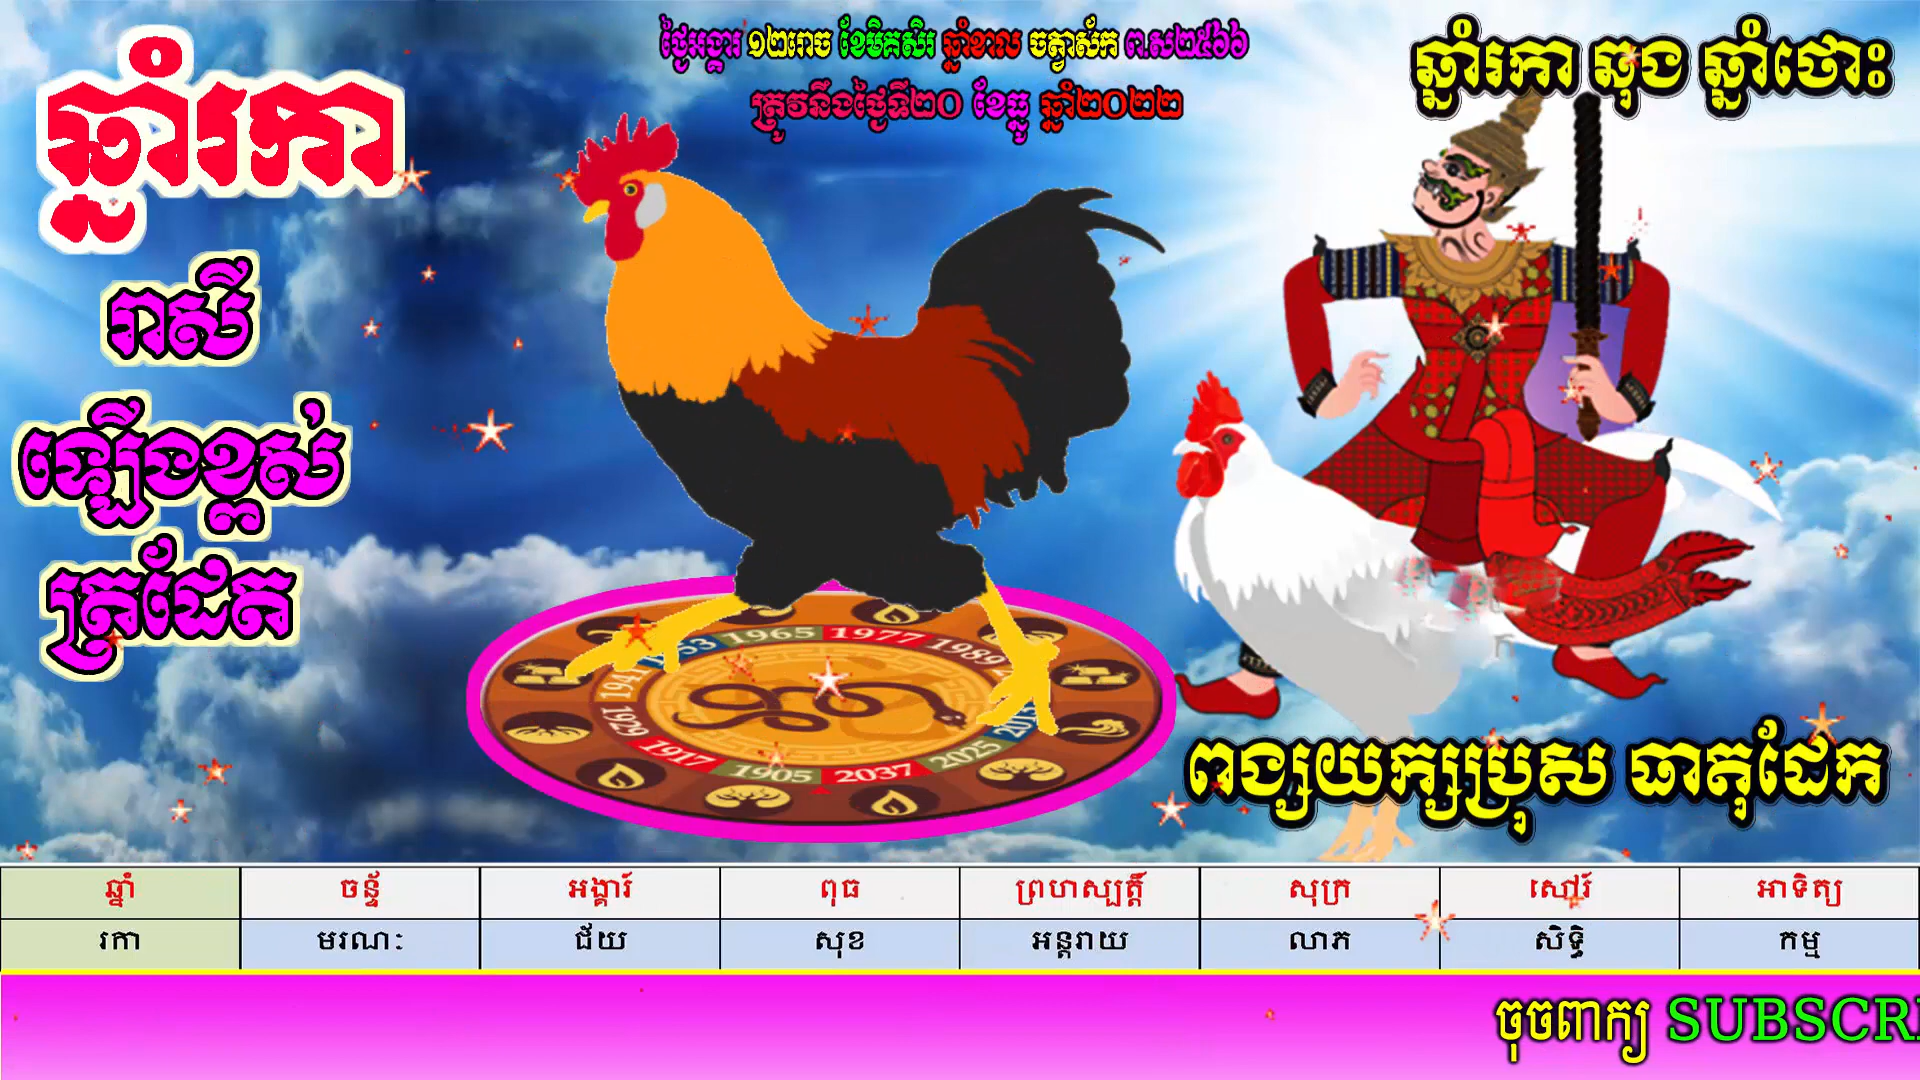 ថ្ងៃអង្គារ ១២រោច ខែមិគសិរ ឆ្នាំខាល ចត្វាស័ក ព.ស២៥៦៦
ត្រូវនឹងថ្ងៃទី២០ ខែធ្នូ ឆ្នាំ២០២២
ឆ្នាំរកា ឆុង ឆ្នាំថោះ
ឆ្នាំរកា
រាសី
ឡើងខ្ពស់
ត្រដែត
1965 1977 1989
1929 1917 1905 2037 2025
ពង្សយក្សប្រុស ធាតុដែក
ឆ្នាំ ចន្ទ័ អង្គារ៍ ពុធ ព្រហស្បត្តិ៍ សុក្រ សៅរ៍ អាទិត្យ
រកា មរណៈ ជ័យ សុខ អន្តរាយ លាភ សិទ្ធិ កម្ម
ចុចពាក្យ SUBSCRI